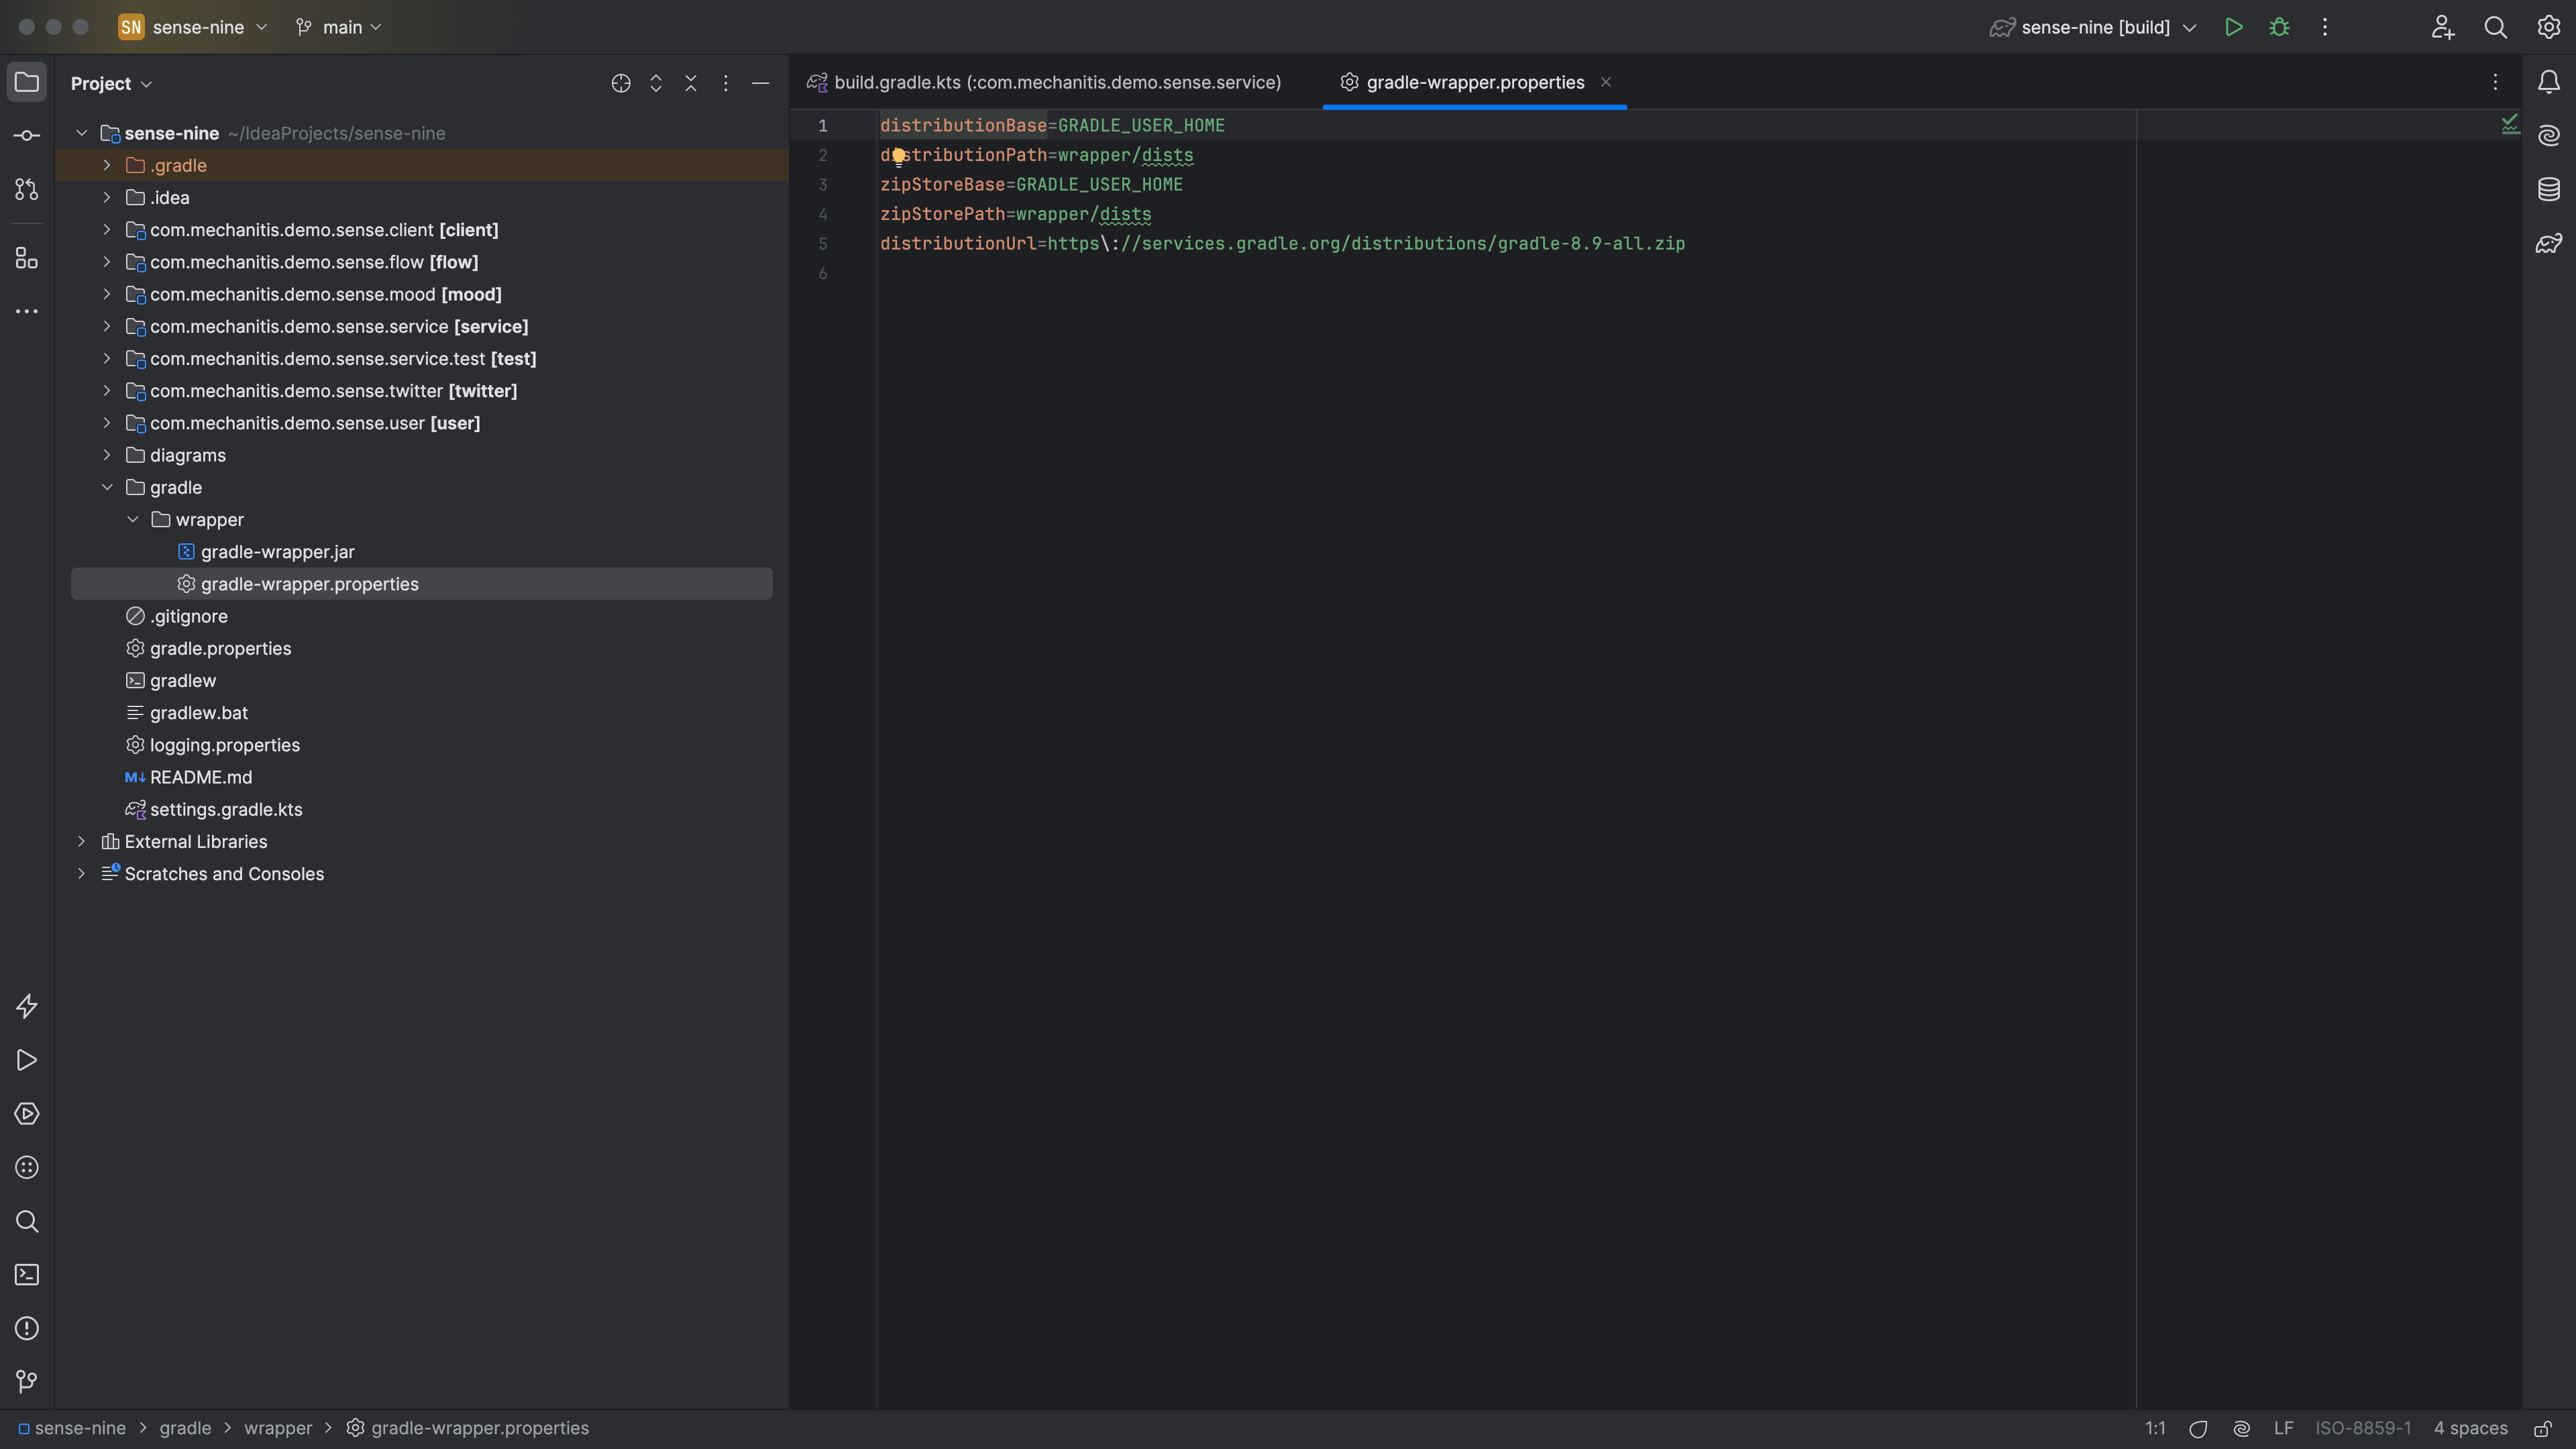 SN sense-nine main sense-nine [build]
Project
build.gradle.kts (:com.mechanitis.demo.sense.service) gradle-wrapper.properties
sense-nine ~/IdeaProjects/sense-nine
.gradle
.idea
com.mechanitis.demo.sense.client [client]
com.mechanitis.demo.sense.flow [flow]
com.mechanitis.demo.sense.mood [mood]
com.mechanitis.demo.sense.service [service]
com.mechanitis.demo.sense.service.test [test]
com.mechanitis.demo.sense.twitter [twitter]
com.mechanitis.demo.sense.user [user]
diagrams
gradle
wrapper
gradle-wrapper.jar
gradle-wrapper.properties
.gitignore
gradle.properties
gradlew
gradlew.bat
logging.properties
M↓ README.md
settings.gradle.kts
External Libraries
Scratches and Consoles
1 distributionBase=GRADLE_USER_HOME
2 distributionPath=wrapper/dists
3 zipStoreBase=GRADLE_USER_HOME
4 zipStorePath=wrapper/dists
5 distributionUrl=https\://services.gradle.org/distributions/gradle-8.9-all.zip
6
sense-nine > gradle > wrapper > gradle-wrapper.properties 1:1 LF ISO-8859-1 4 spaces